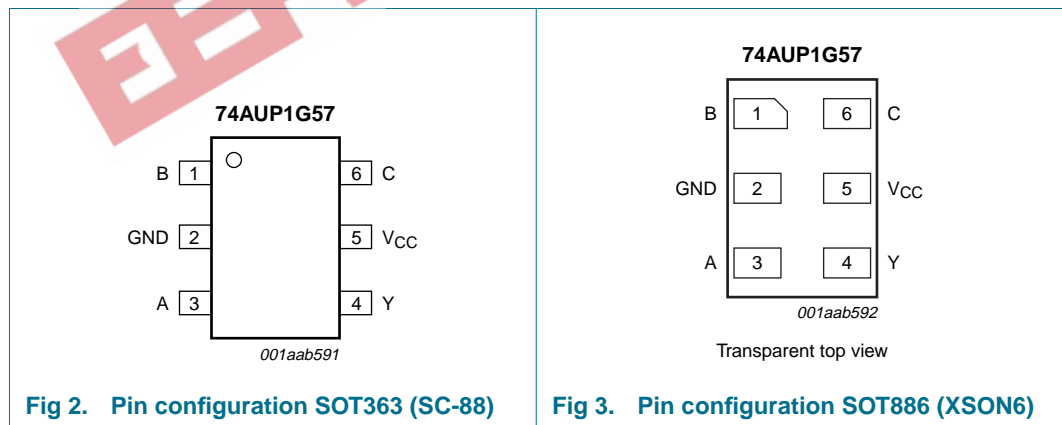 74AUP1G57
B 1 6 C
GND 2 5 VCC
A 3 4 Y
001aab591
Fig 2. Pin configuration SOT363 (SC-88)
74AUP1G57
B 1 6 C
GND 2 5 VCC
A 3 4 Y
001aab592
Transparent top view
Fig 3. Pin configuration SOT886 (XSON6)